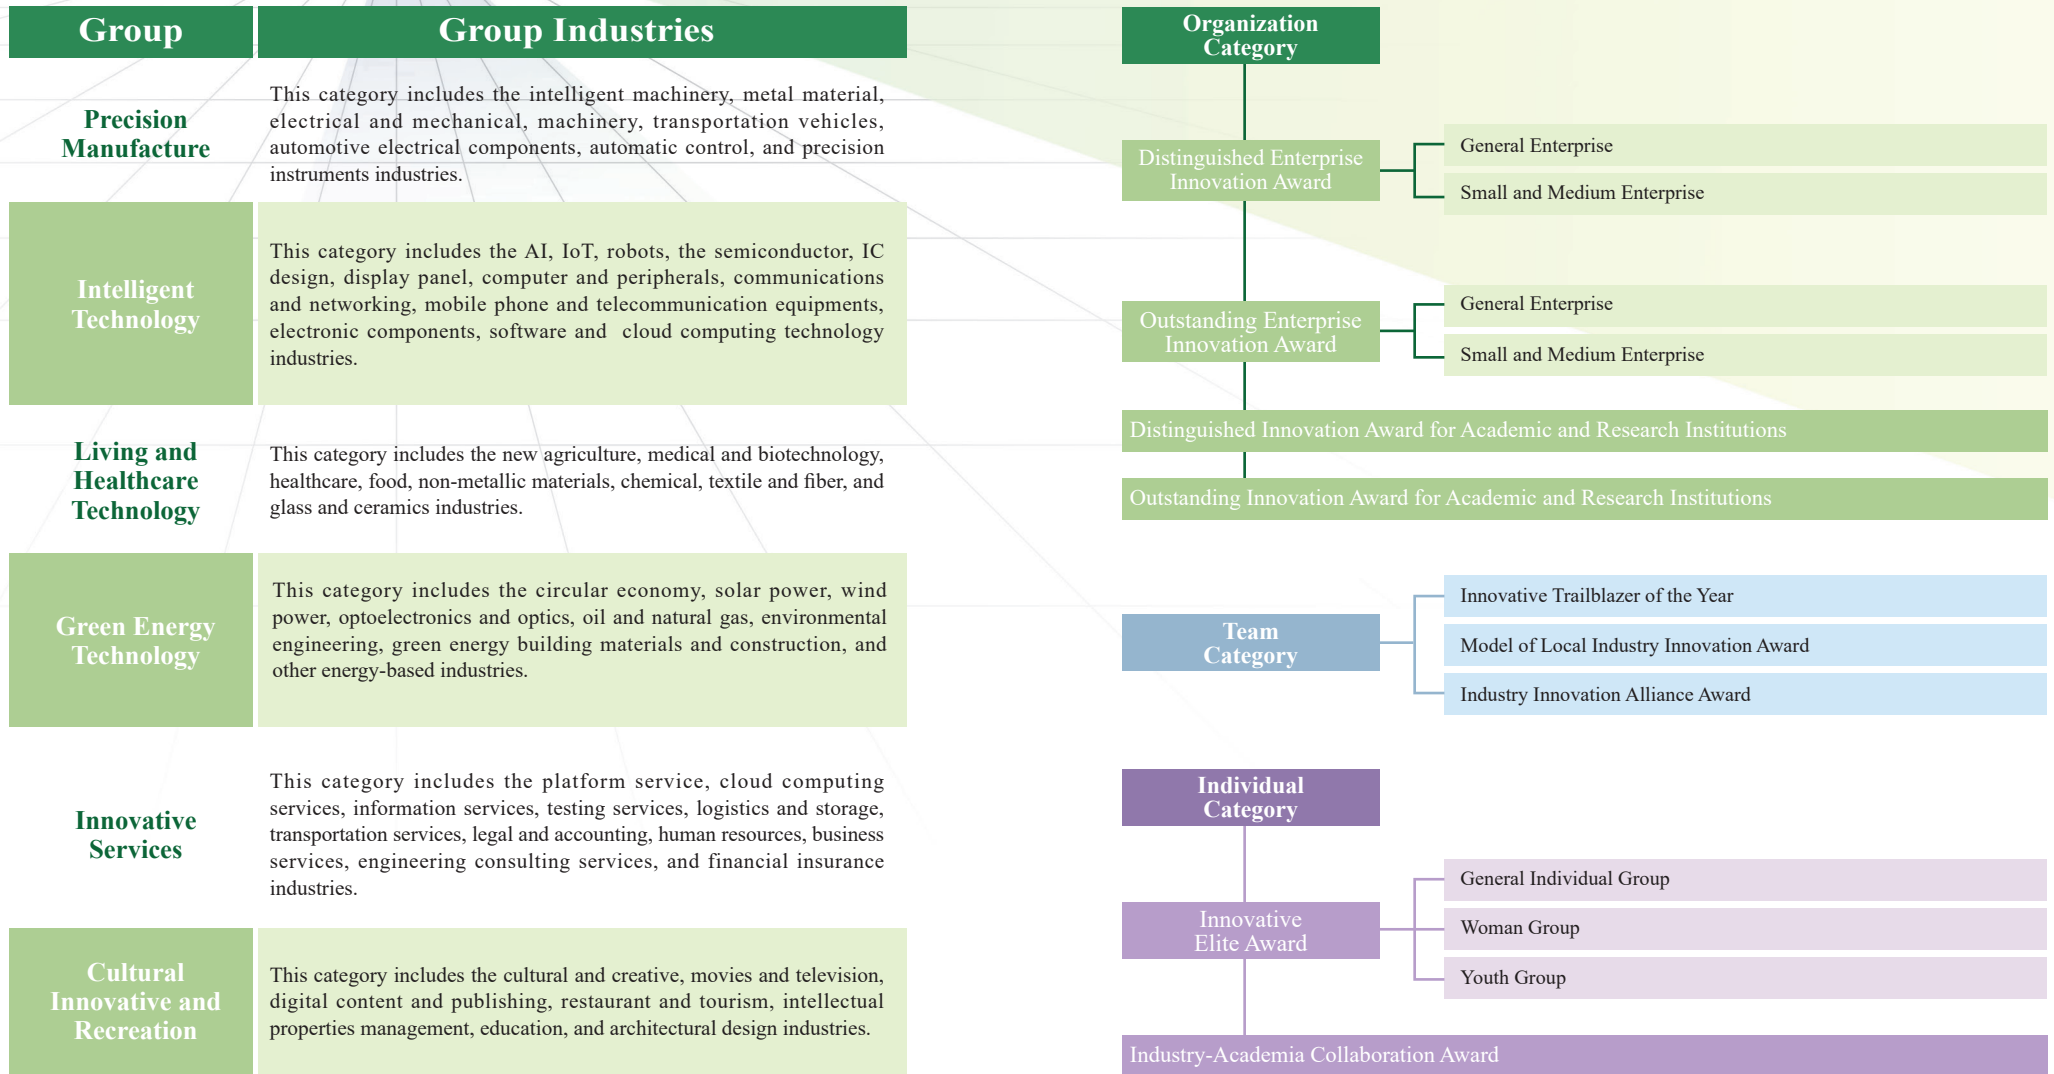 Group
Group Industries
Precision
Manufacture
This category includes the intelligent machinery, metal material,
electrical and mechanical, machinery, transportation vehicles,
automotive electrical components, automatic control, and precision
instruments industries.
Intelligent
Technology
This category includes the AI, IoT, robots, the semiconductor, IC
design, display panel, computer and peripherals, communications
and networking, mobile phone and telecommunication equipments,
electronic components, software and cloud computing technology
industries.
Living and
Healthcare
Technology
This category includes the new agriculture, medical and biotechnology,
healthcare, food, non-metallic materials, chemical, textile and fiber, and
glass and ceramics industries.
Green Energy
Technology
This category includes the circular economy, solar power, wind
power, optoelectronics and optics, oil and natural gas, environmental
engineering, green energy building materials and construction, and
other energy-based industries.
Innovative
Services
This category includes the platform service, cloud computing
services, information services, testing services, logistics and storage,
transportation services, legal and accounting, human resources, business
services, engineering consulting services, and financial insurance
industries.
Cultural
Innovative and
Recreation
This category includes the cultural and creative, movies and television,
digital content and publishing, restaurant and tourism, intellectual
properties management, education, and architectural design industries.
Organization
Category
Distinguished Enterprise
Innovation Award
General Enterprise
Small and Medium Enterprise
Outstanding Enterprise
Innovation Award
General Enterprise
Small and Medium Enterprise
Distinguished Innovation Award for Academic and Research Institutions
Outstanding Innovation Award for Academic and Research Institutions
Team
Category
Innovative Trailblazer of the Year
Model of Local Industry Innovation Award
Industry Innovation Alliance Award
Individual
Category
Innovative
Elite Award
General Individual Group
Woman Group
Youth Group
Industry-Academia Collaboration Award